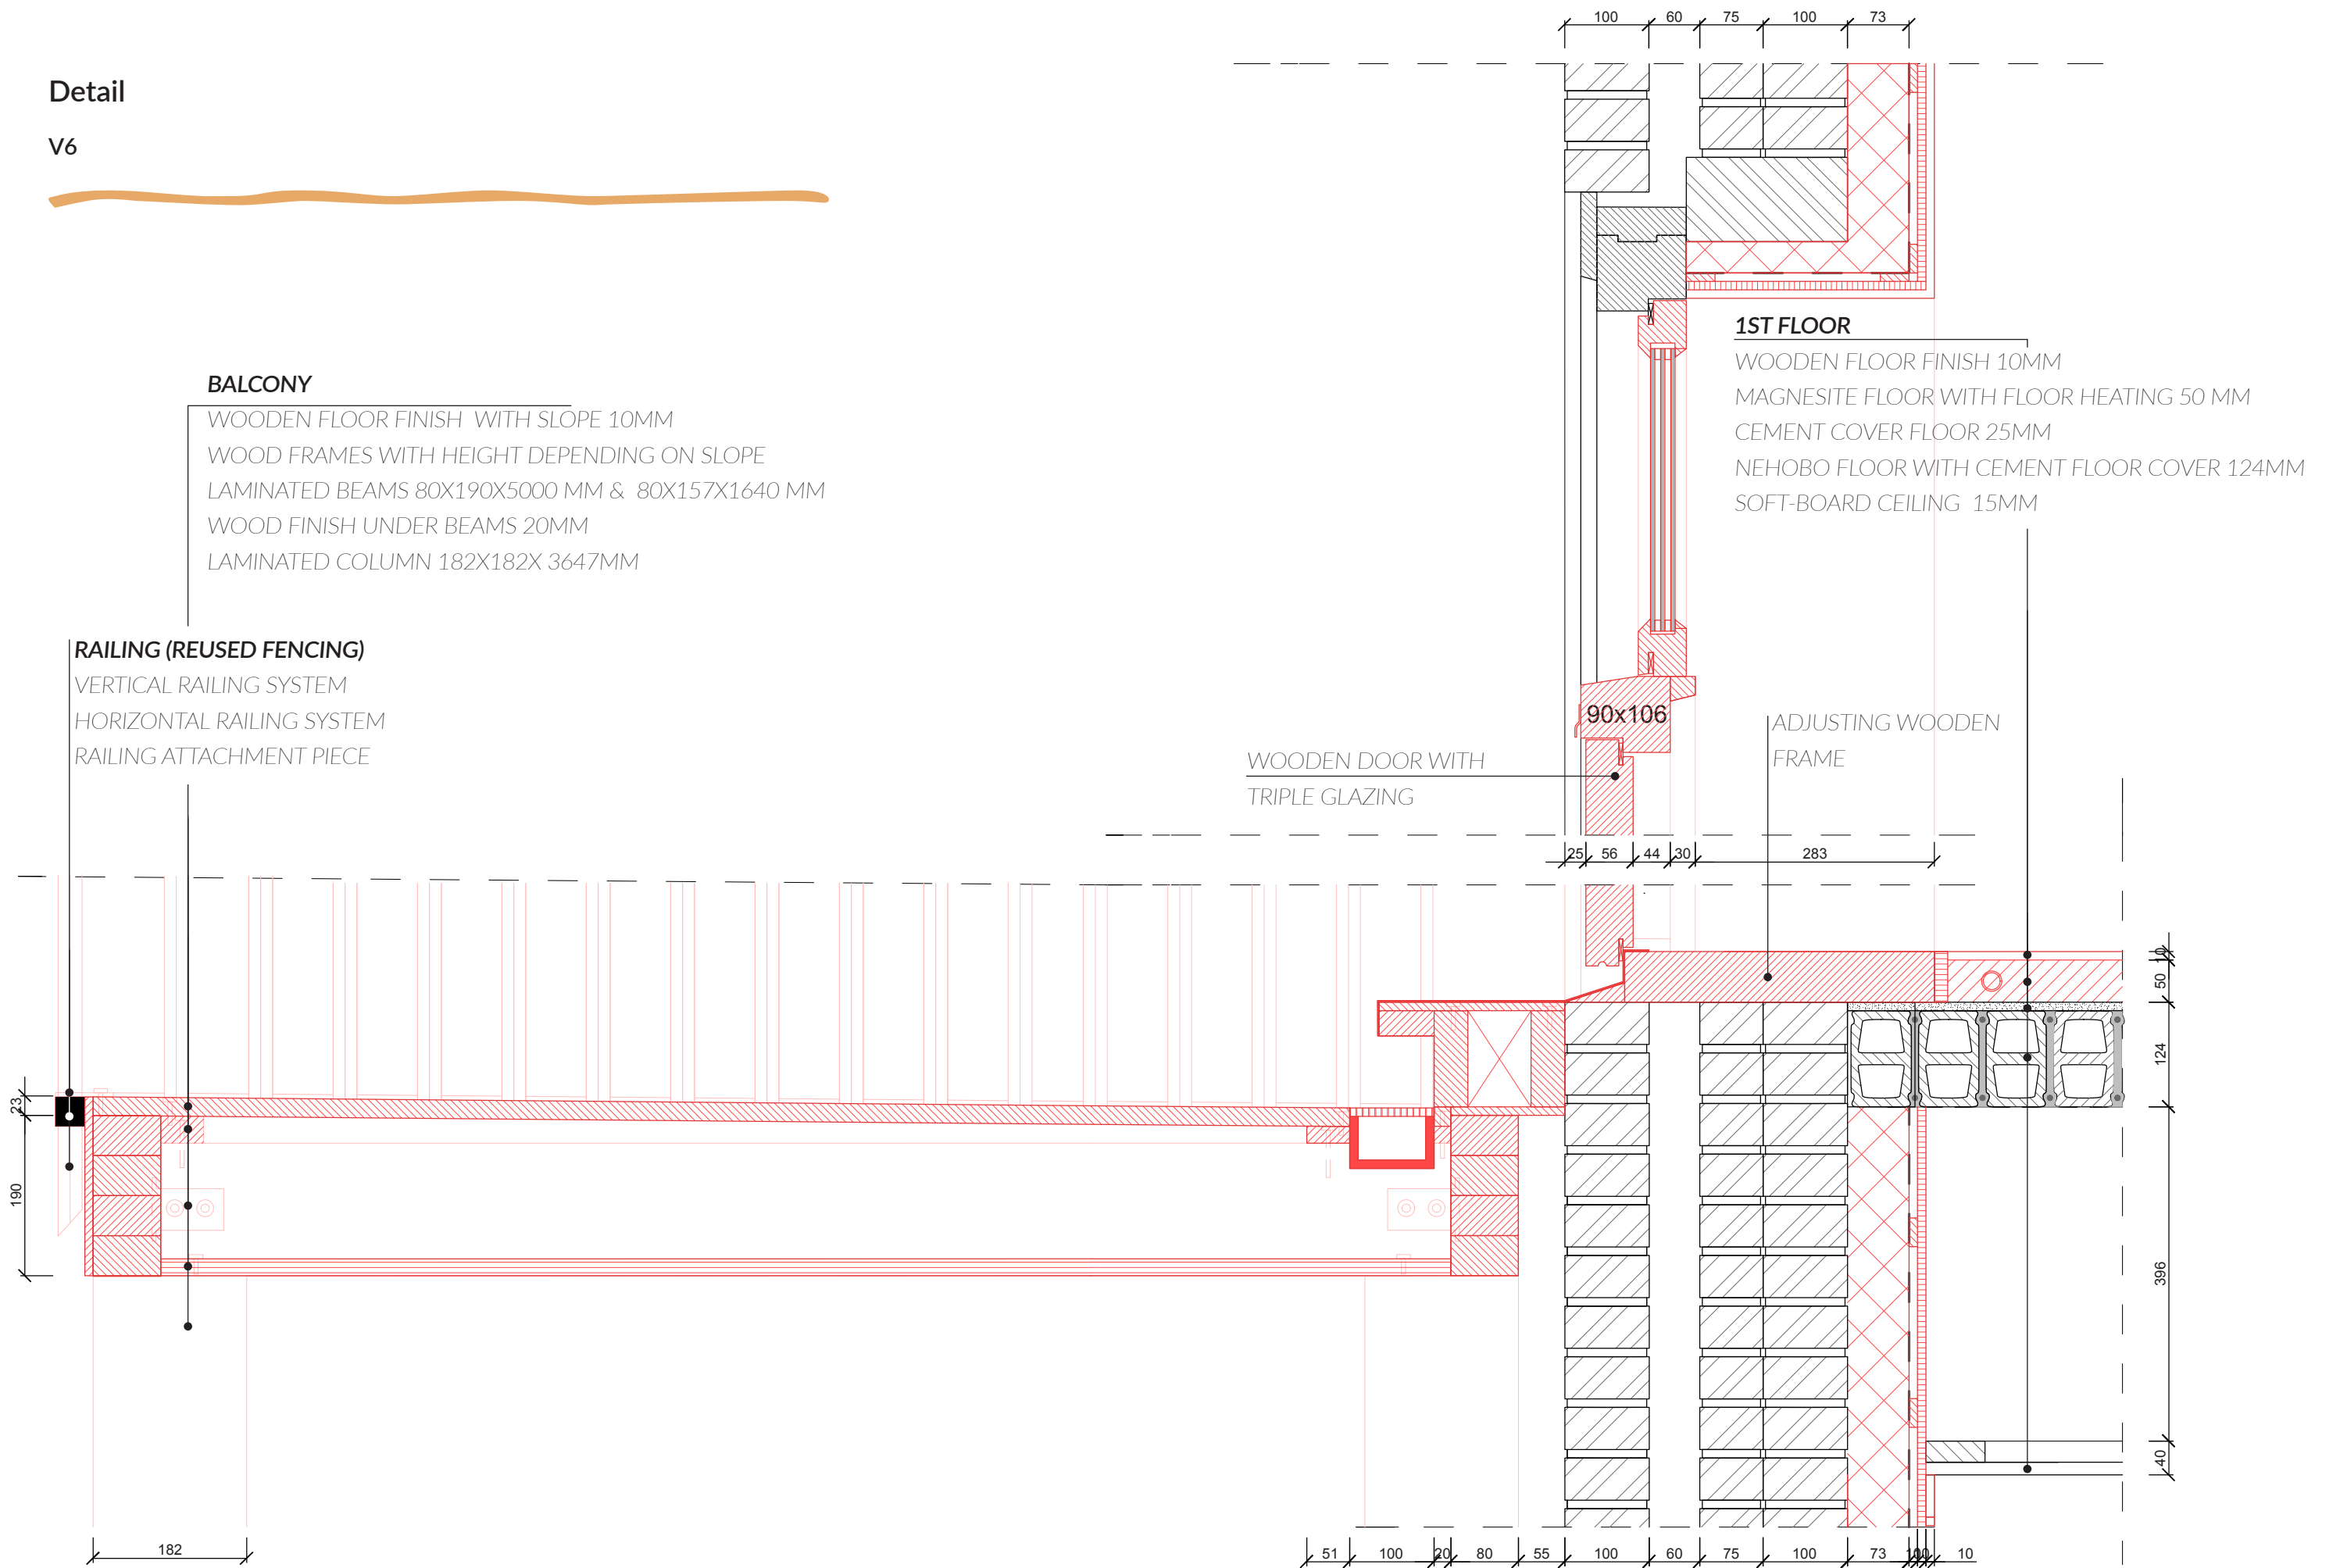 100 60 75 100 73
Detail
V6
BALCONY
WOODEN FLOOR FINISH WITH SLOPE 10MM
WOOD FRAMES WITH HEIGHT DEPENDING ON SLOPE
LAMINATED BEAMS 80X190X5000 MM & 80X157X1640 MM
WOOD FINISH UNDER BEAMS 20MM
LAMINATED COLUMN 182X182X 3647MM
1ST FLOOR
WOODEN FLOOR FINISH 10MM
MAGNESITE FLOOR WITH FLOOR HEATING 50 MM
CEMENT COVER FLOOR 25MM
NEHOBO FLOOR WITH CEMENT FLOOR COVER 124MM
SOFT-BOARD CEILING 15MM
RAILING (REUSED FENCING)
VERTICAL RAILING SYSTEM
HORIZONTAL RAILING SYSTEM
RAILING ATTACHMENT PIECE
90x106
WOODEN DOOR WITH
TRIPLE GLAZING
ADJUSTING WOODEN
FRAME
25 56 44 30 283
10
50
124
396
40
23
190
182
51 100 20 80 55 100 60 75 100 73 10